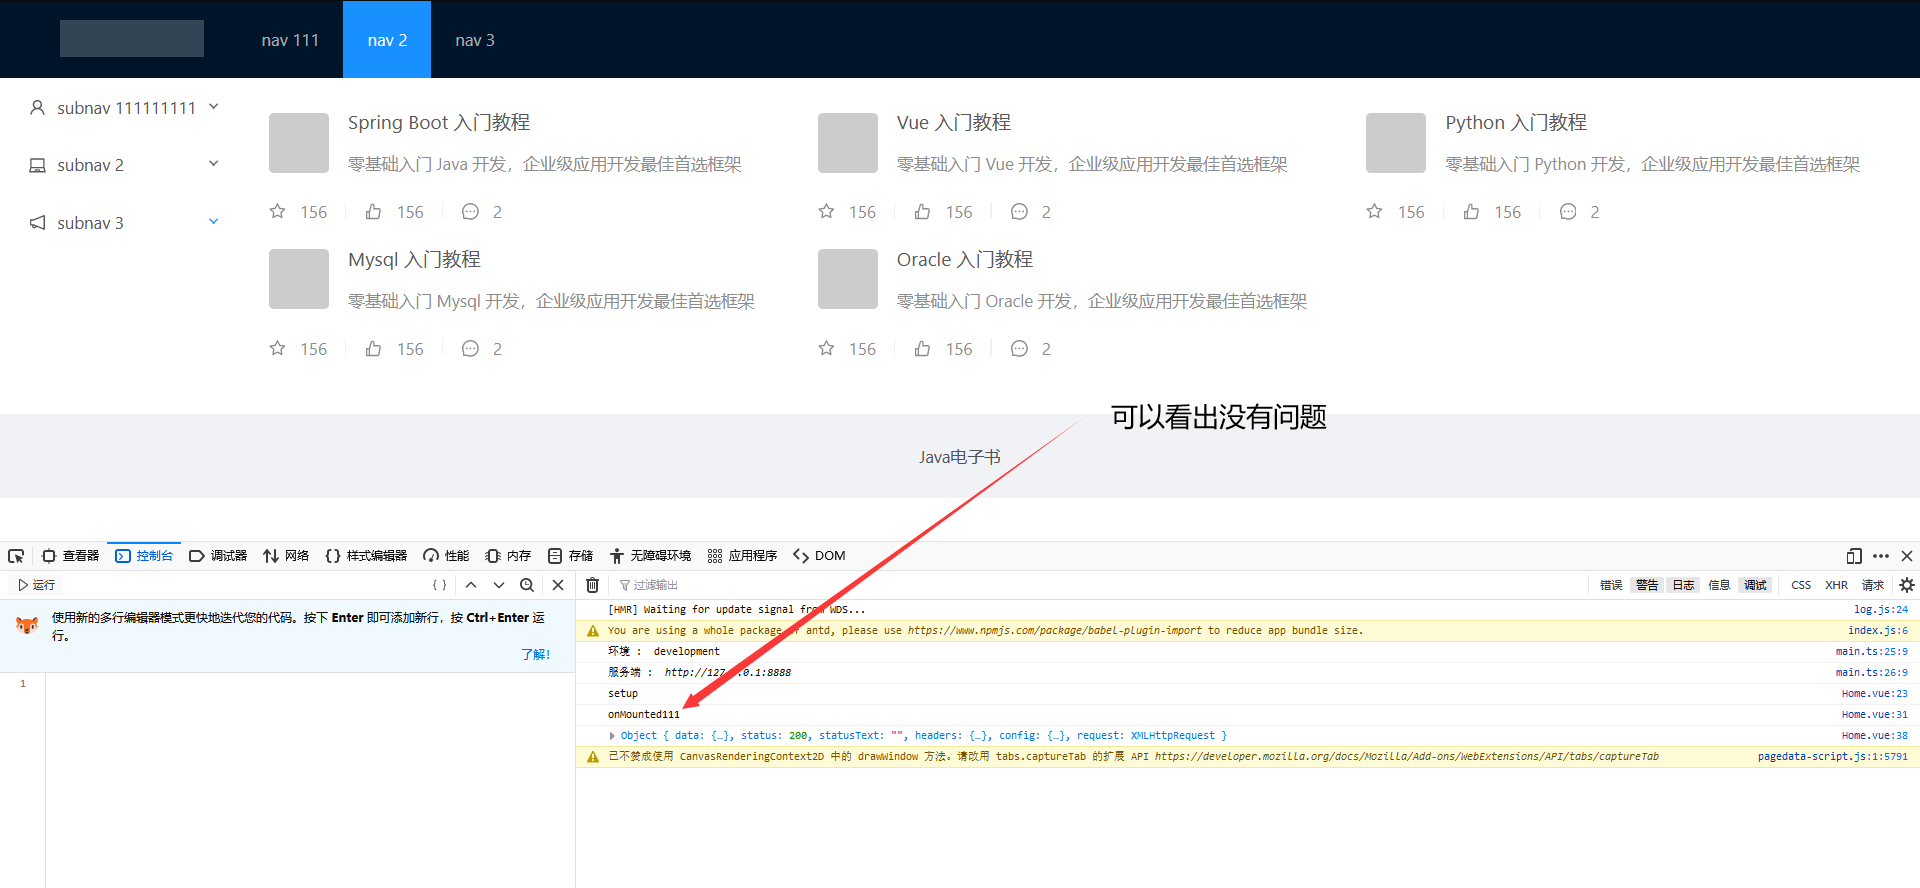 nav 111 nav 2 nav 3
subnav 111111111
subnav 2
subnav 3
Spring Boot 入门教程
零基础入门 Java 开发，企业级应用开发最佳首选框架
156 156 2
Vue 入门教程
零基础入门 Vue 开发，企业级应用开发最佳首选框架
156 156 2
Python 入门教程
零基础入门 Python 开发，企业级应用开发最佳首选框架
156 156 2
Mysql 入门教程
零基础入门 Mysql 开发，企业级应用开发最佳首选框架
156 156 2
Oracle 入门教程
零基础入门 Oracle 开发，企业级应用开发最佳首选框架
156 156 2
可以看出没有问题
Java电子书
查看器 控制台 调试器 网络 {} 样式编辑器 性能 内存 存储 无障碍环境 应用程序 DOM
运行 { } 过滤输出 错误 警告 日志 信息 调试 CSS XHR 请求
使用新的多行编辑器模式更快地迭代您的代码。按下 Enter 即可添加新行，按 Ctrl+Enter 运
行。
了解！
1
[HMR] Waiting for update signal from WDS... log.js:24
You are using a whole package of antd, please use https://www.npmjs.com/package/babel-plugin-import to reduce app bundle size. index.js:6
环境 : development main.ts:25:9
服务端 : http://127.0.0.1:8888 main.ts:26:9
setup Home.vue:23
onMounted111 Home.vue:31
Object { data: {…}, status: 200, statusText: "", headers: {…}, config: {…}, request: XMLHttpRequest } Home.vue:38
已不赞成使用 CanvasRenderingContext2D 中的 drawWindow 方法。请改用 tabs.captureTab 的扩展 API https://developer.mozilla.org/docs/Mozilla/Add-ons/WebExtensions/API/tabs/captureTab pagedata-script.js:1:5791